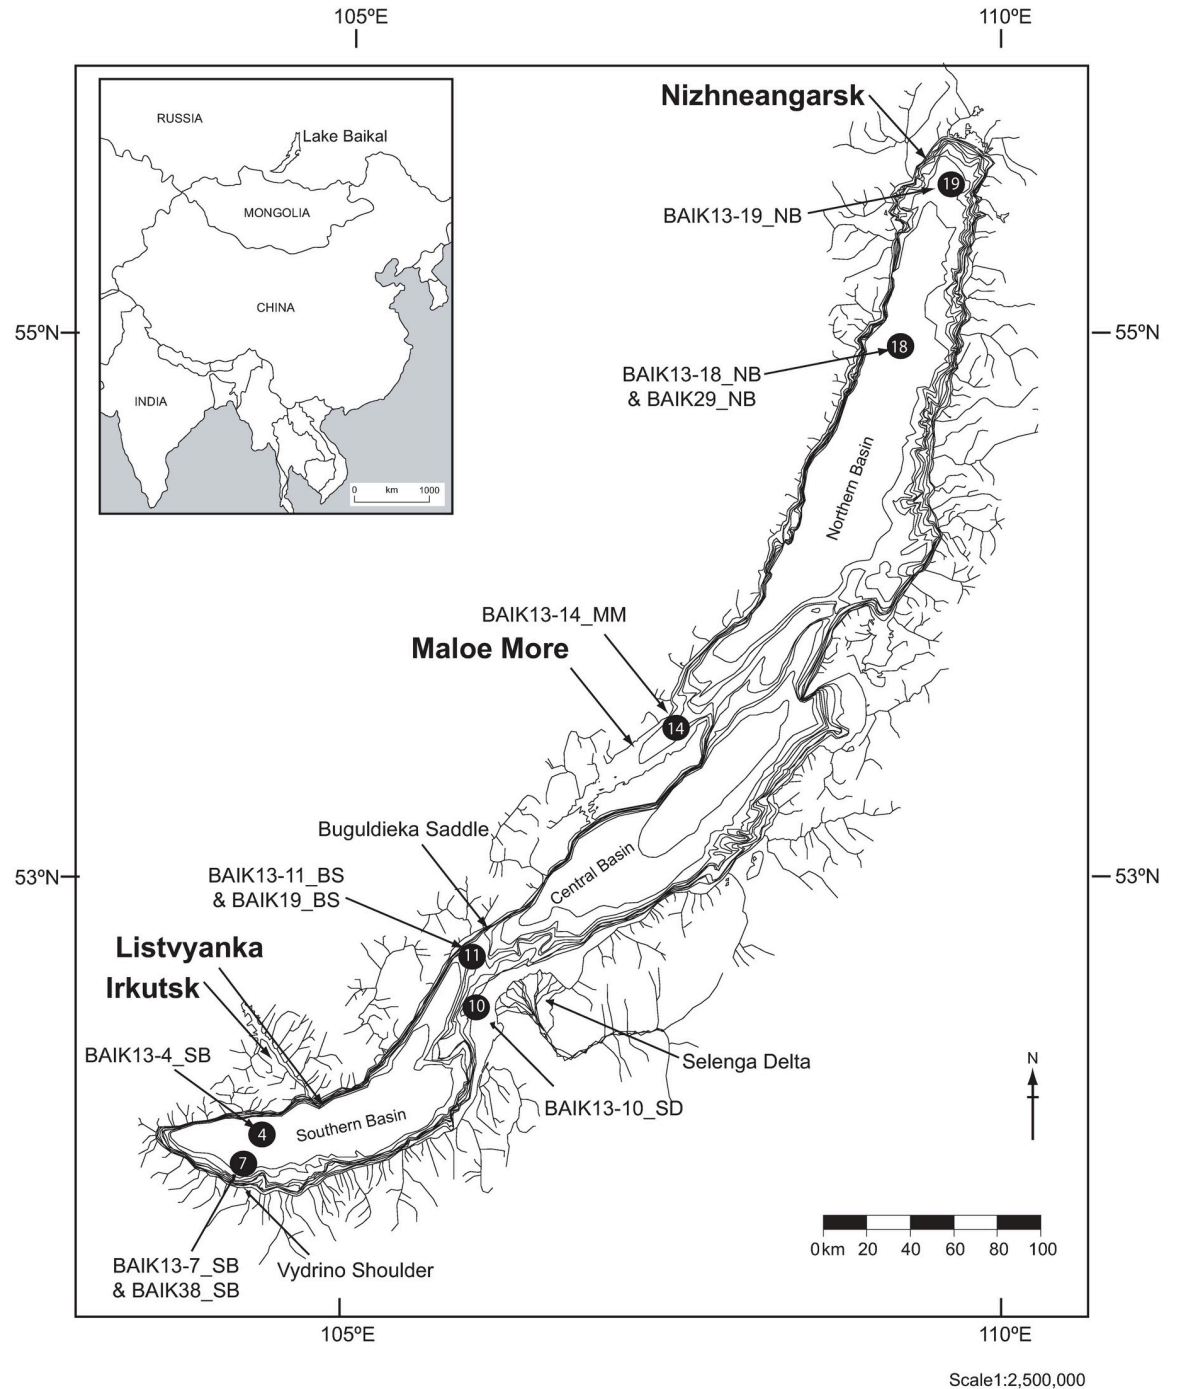 105ºE
110ºE
RUSSIA
Lake Baikal
MONGOLIA
CHINA
INDIA
0 km 1000
Nizhneangarsk
19
BAIK13-19_NB
55ºN
55ºN
18
BAIK13-18_NB
& BAIK29_NB
Northern Basin
BAIK13-14_MM
Maloe More
14
Buguldieka Saddle
53ºN
53ºN
BAIK13-11_BS
& BAIK19_BS
Central Basin
Listvyanka
11
Irkutsk
10
BAIK13-4_SB
Selenga Delta
N
BAIK13-10_SD
4
Southern Basin
7
BAIK13-7_SB
& BAIK38_SB
Vydrino Shoulder
0km 20 40 60 80 100
105ºE
110ºE
Scale1:2,500,000